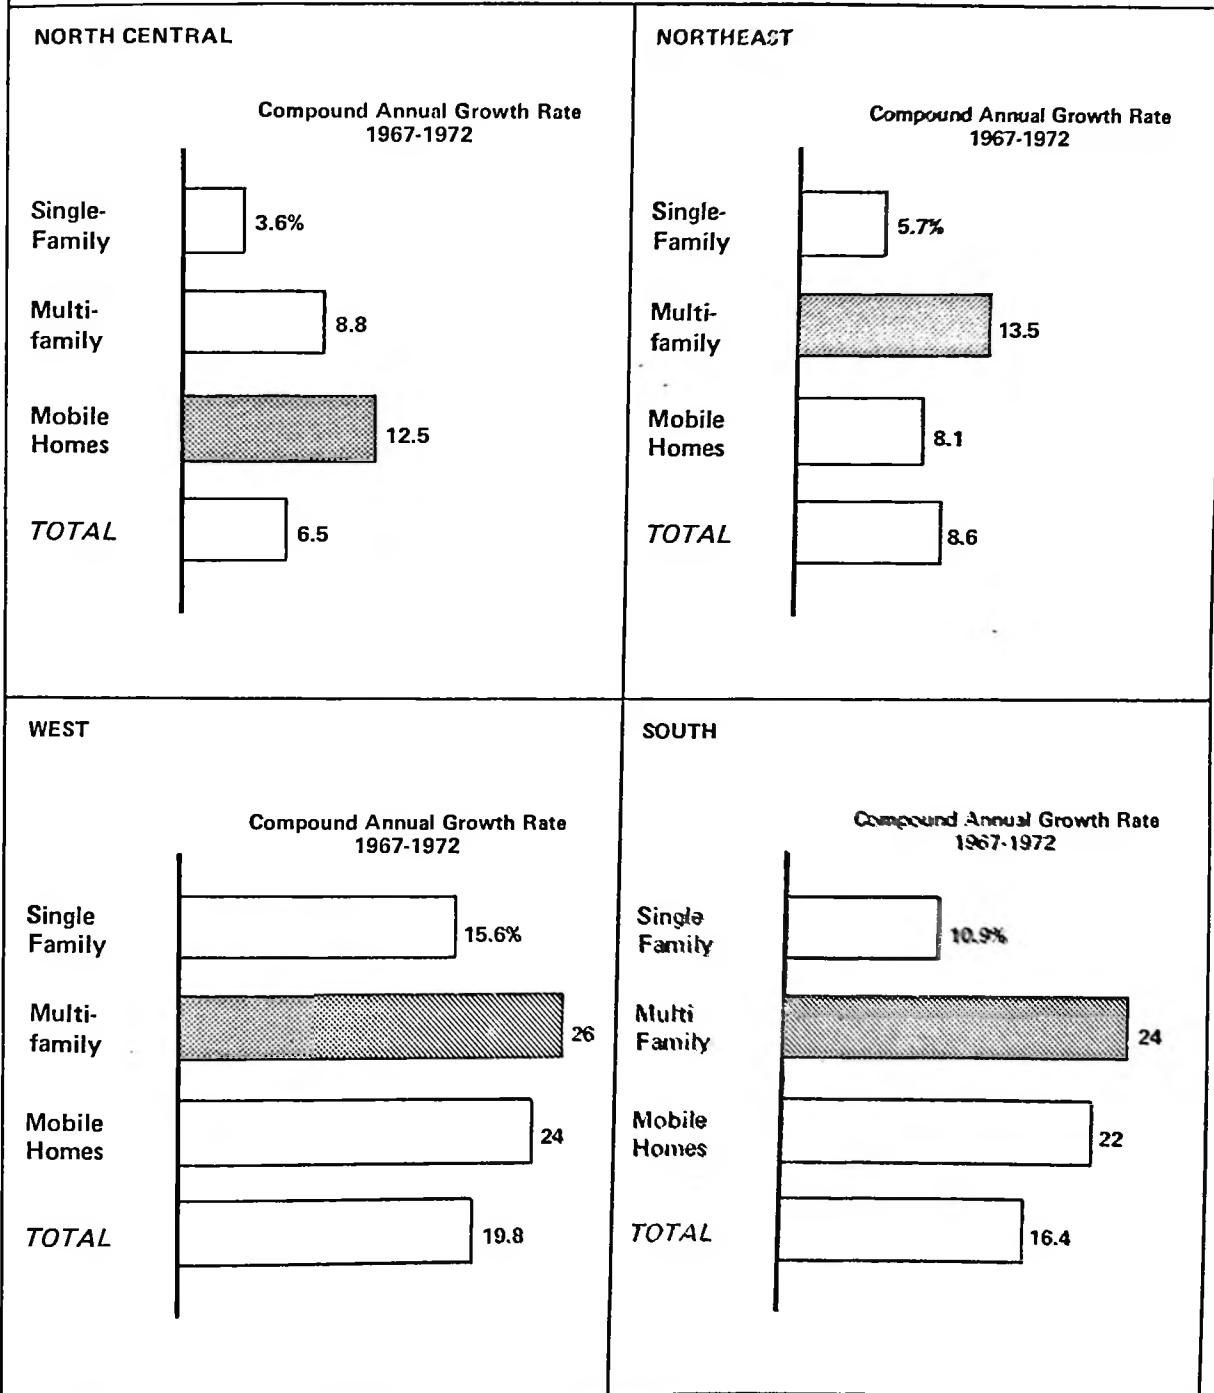 NORTH CENTRAL
Compound Annual Growth Rate
1967-1972
Single-
Family
3.6%
Multi-
family
8.8
Mobile
Homes
12.5
TOTAL
6.5
NORTHEAST
Compound Annual Growth Rate
1967-1972
Single-
Family
5.7%
Multi-
family
13.5
Mobile
Homes
8.1
TOTAL
8.6
WEST
Compound Annual Growth Rate
1967-1972
Single
Family
15.6%
Multi-
family
26
Mobile
Homes
24
TOTAL
19.8
SOUTH
Compound Annual Growth Rate
1967-1972
Single
Family
10.9%
Multi
Family
24
Mobile
Homes
22
TOTAL
16.4